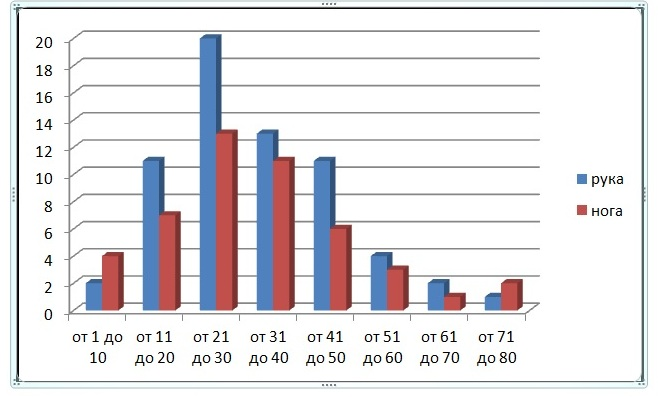 20
18
16
14
12
10
8
6
4
2
0
от 1 до
10
от 11
до 20
от 21
до 30
от 31
до 40
от 41
до 50
от 51
до 60
от 61
до 70
от 71
до 80
рука
нога